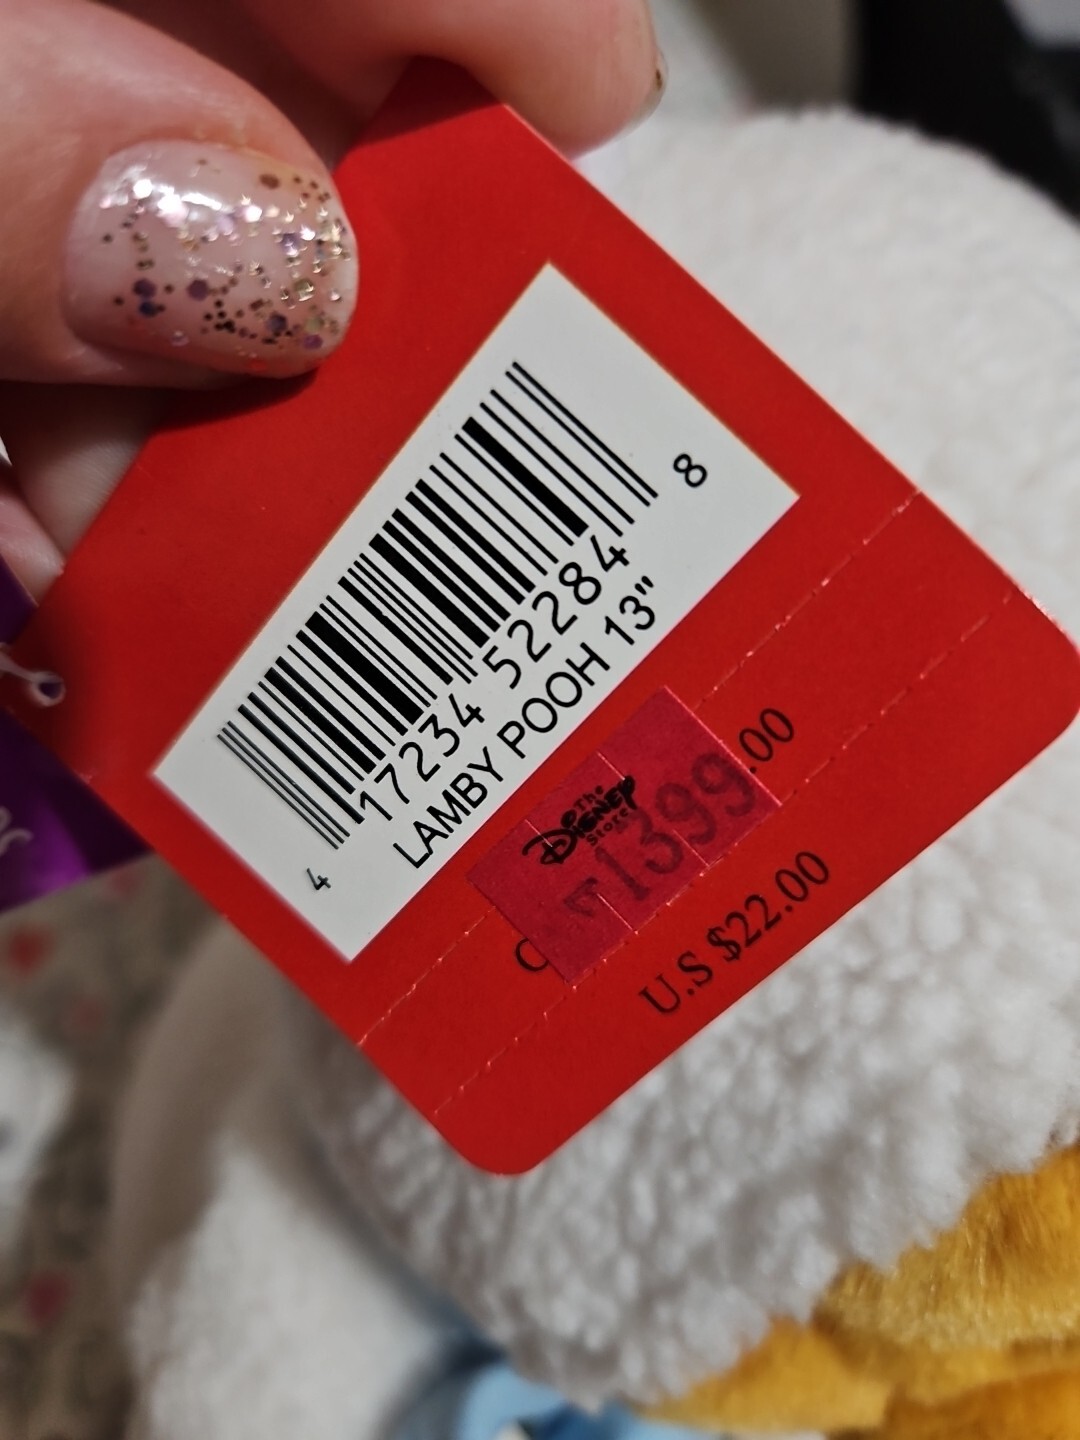 4 17234 52284 8
LAMBY POOH 13"
C .00
The
DISNEY
Store
1399
U.S $22.00